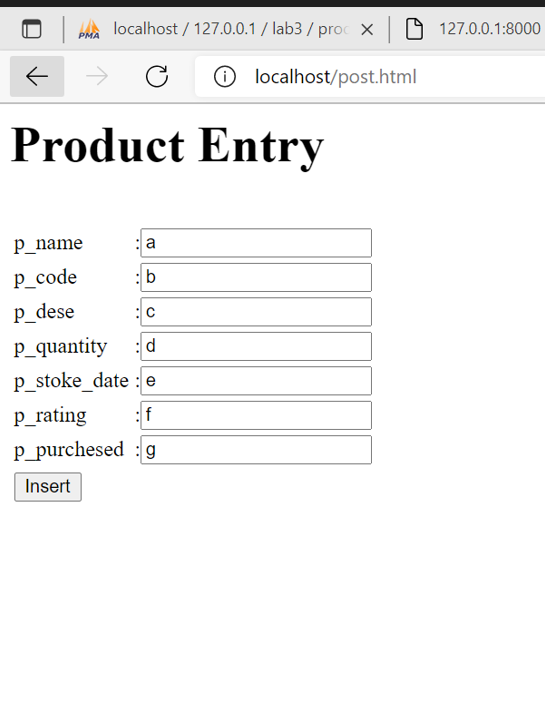 PMA localhost / 127.0.0.1 / lab3 / proc 127.0.0.1:8000
localhost/post.html
Product Entry
p_name :a
p_code :b
p_dese :c
p_quantity :d
p_stoke_date :e
p_rating :f
p_purchesed :g
Insert